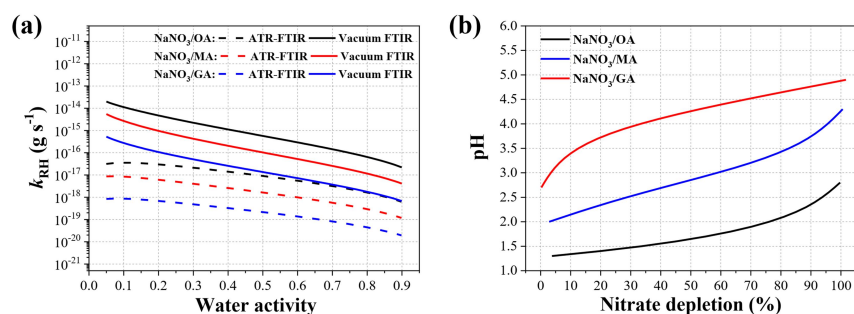 (a)
NaNO3/OA: ATR-FTIR Vacuum FTIR
NaNO3/MA: ATR-FTIR Vacuum FTIR
NaNO3/GA: ATR-FTIR Vacuum FTIR
kRH (g s-1)
10-11
10-12
10-13
10-14
10-15
10-16
10-17
10-18
10-19
10-20
10-21
0.0 0.1 0.2 0.3 0.4 0.5 0.6 0.7 0.8 0.9
Water activity
(b)
NaNO3/OA
NaNO3/MA
NaNO3/GA
pH
6.0
5.5
5.0
4.5
4.0
3.5
3.0
2.5
2.0
1.5
1.0
0 10 20 30 40 50 60 70 80 90 100
Nitrate depletion (%)